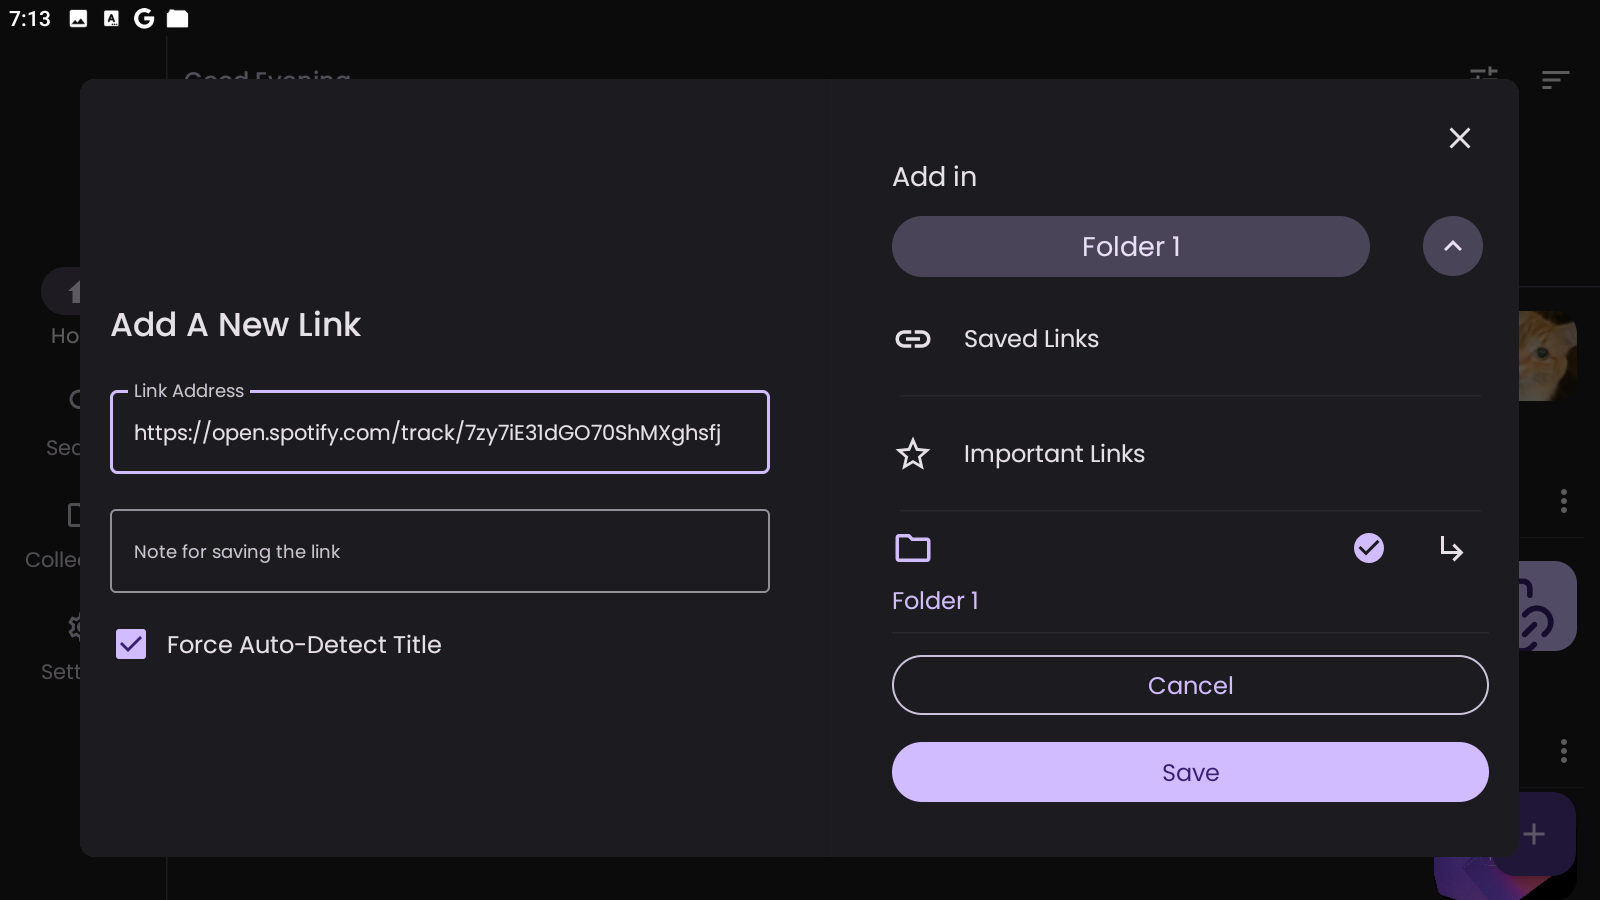 7:13
Good Evening
Add in
Folder 1
Ho
Add A New Link
Saved Links
Link Address
https://open.spotify.com/track/7zy7iE31dGO70ShMXghsfj
Sea
Important Links
Note for saving the link
Colle
Folder 1
Force Auto-Detect Title
Sett
Cancel
Save